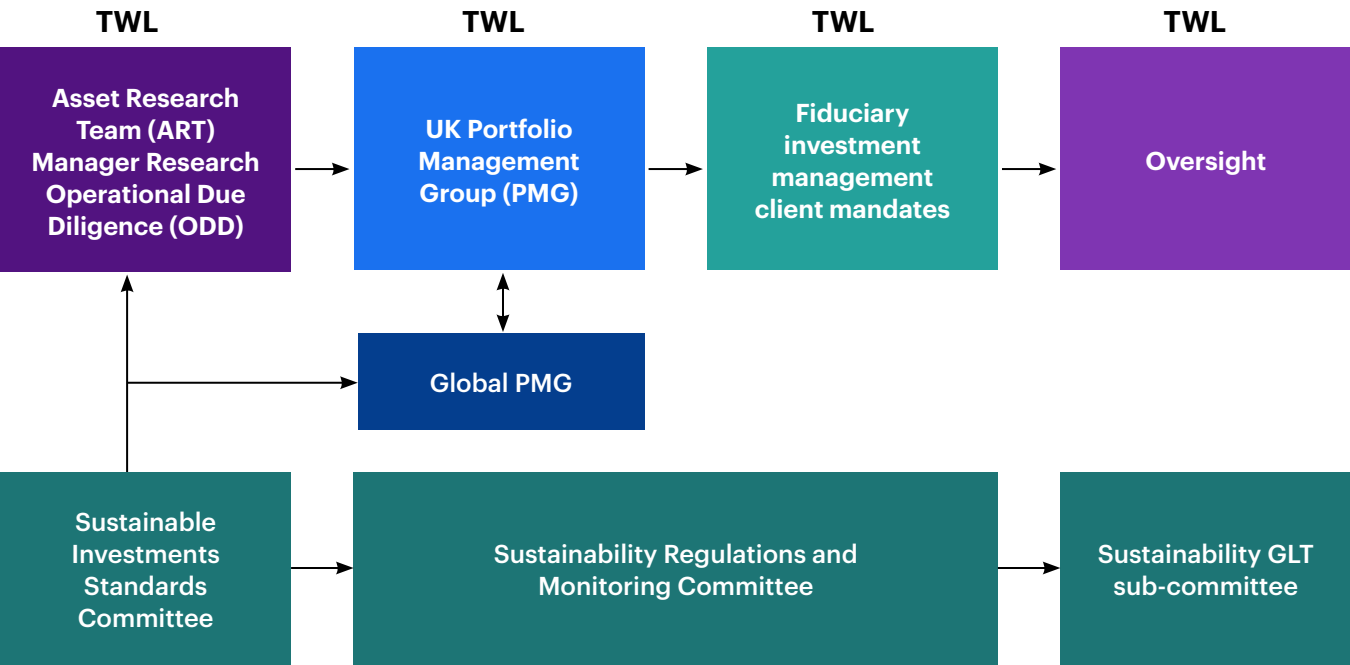 TWL
TWL
TWL
TWL
Asset Research
Team (ART)
Manager Research
Operational Due
Diligence (ODD)
UK Portfolio
Management
Group (PMG)
Fiduciary
investment
management
client mandates
Oversight
Global PMG
Sustainable
Investments
Standards
Committee
Sustainability Regulations and
Monitoring Committee
Sustainability GLT
sub-committee